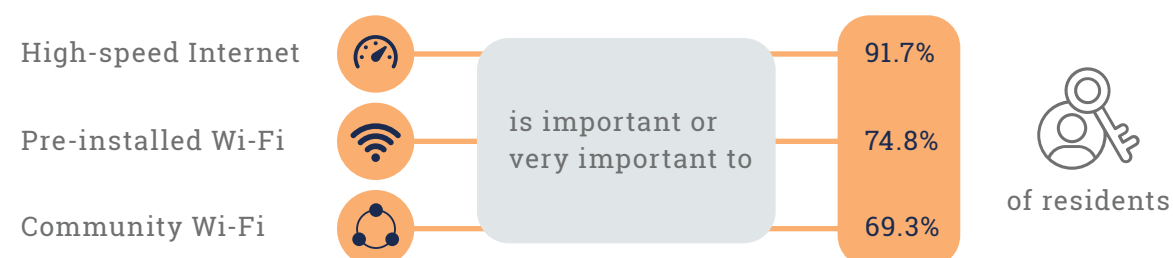 High-speed Internet
91.7%
is important or
Pre-installed Wi-Fi
74.8%
very important to
of residents
Community Wi-Fi
69.3%